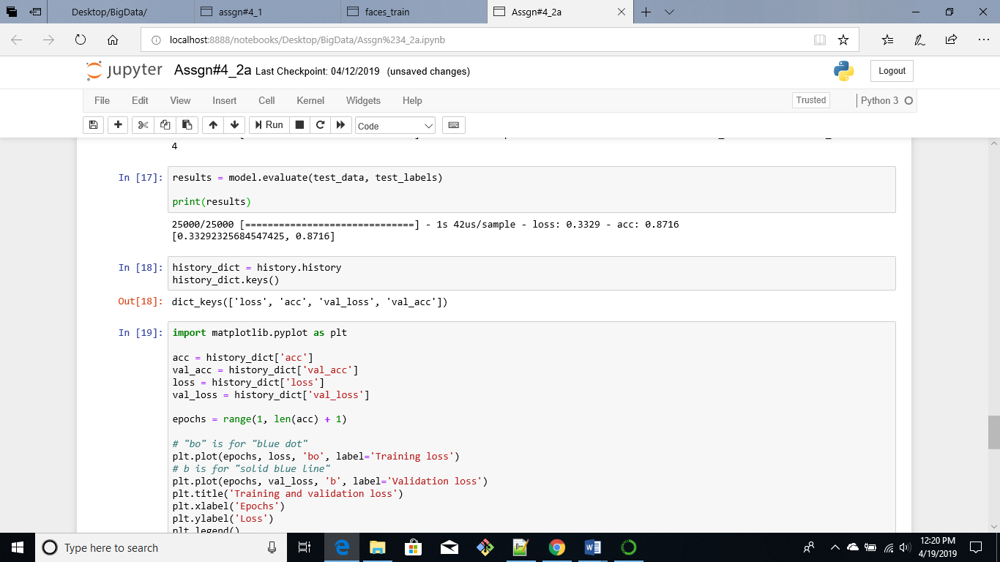 Desktop/BigData/ assgn#4_1 faces_train Assgn#4_2a
localhost:8888/notebooks/Desktop/BigData/Assgn%234_2a.ipynb
jupyter Assgn#4_2a Last Checkpoint: 04/12/2019 (unsaved changes) Logout
File Edit View Insert Cell Kernel Widgets Help Trusted Python 3
Run Code
4
In [17]: results = model.evaluate(test_data, test_labels)
print(results)
25000/25000 [==============================] - 1s 42us/sample - loss: 0.3329 - acc: 0.8716
[0.33292325684547425, 0.8716]
In [18]: history_dict = history.history
history_dict.keys()
Out[18]: dict_keys(['loss', 'acc', 'val_loss', 'val_acc'])
In [19]: import matplotlib.pyplot as plt
acc = history_dict['acc']
val_acc = history_dict['val_acc']
loss = history_dict['loss']
val_loss = history_dict['val_loss']
epochs = range(1, len(acc) + 1)
# "bo" is for "blue dot"
plt.plot(epochs, loss, 'bo', label='Training loss')
# b is for "solid blue line"
plt.plot(epochs, val_loss, 'b', label='Validation loss')
plt.title('Training and validation loss')
plt.xlabel('Epochs')
plt.ylabel('Loss')
plt.legend()
Type here to search
12:20 PM
4/19/2019